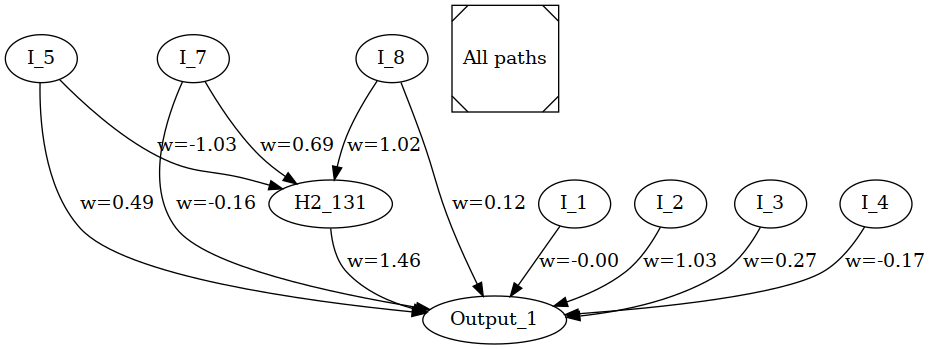 I_5
I_7
I_8
All paths
w=-1.03
w=0.69
w=1.02
w=0.49
w=-0.16
H2_131
w=0.12
I_1
I_2
I_3
I_4
w=1.46
w=-0.00
w=1.03
w=0.27
w=-0.17
Output_1